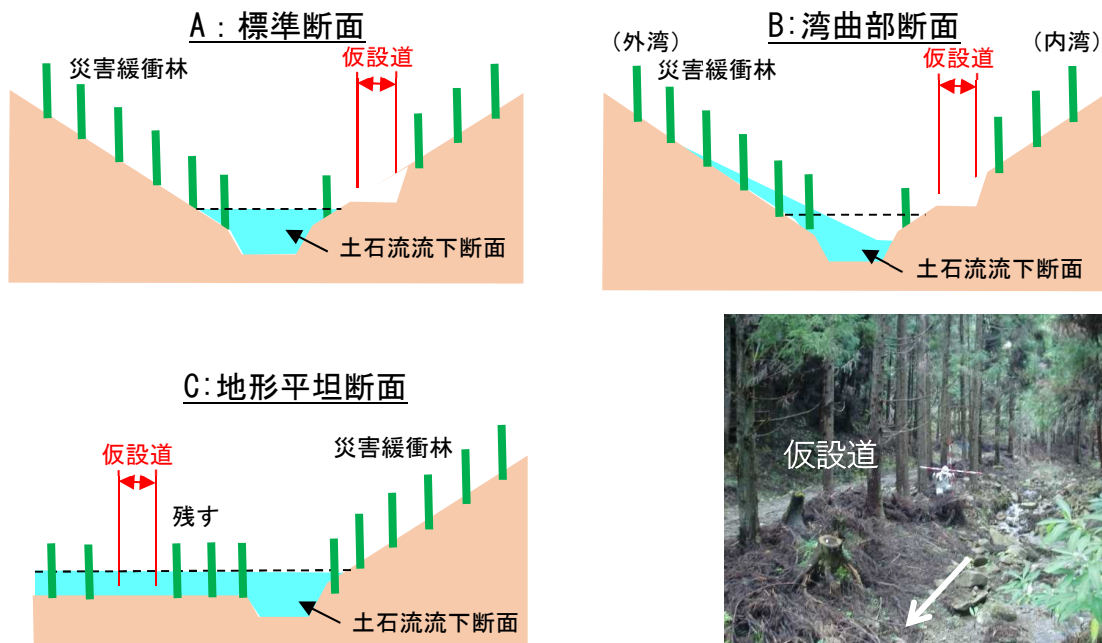 A：標準断面
災害緩衝林
仮設道
土石流流下断面
B:湾曲部断面
（外湾）
（内湾）
災害緩衝林
仮設道
土石流流下断面
C:地形平坦断面
仮設道
災害緩衝林
残す
土石流流下断面
仮設道